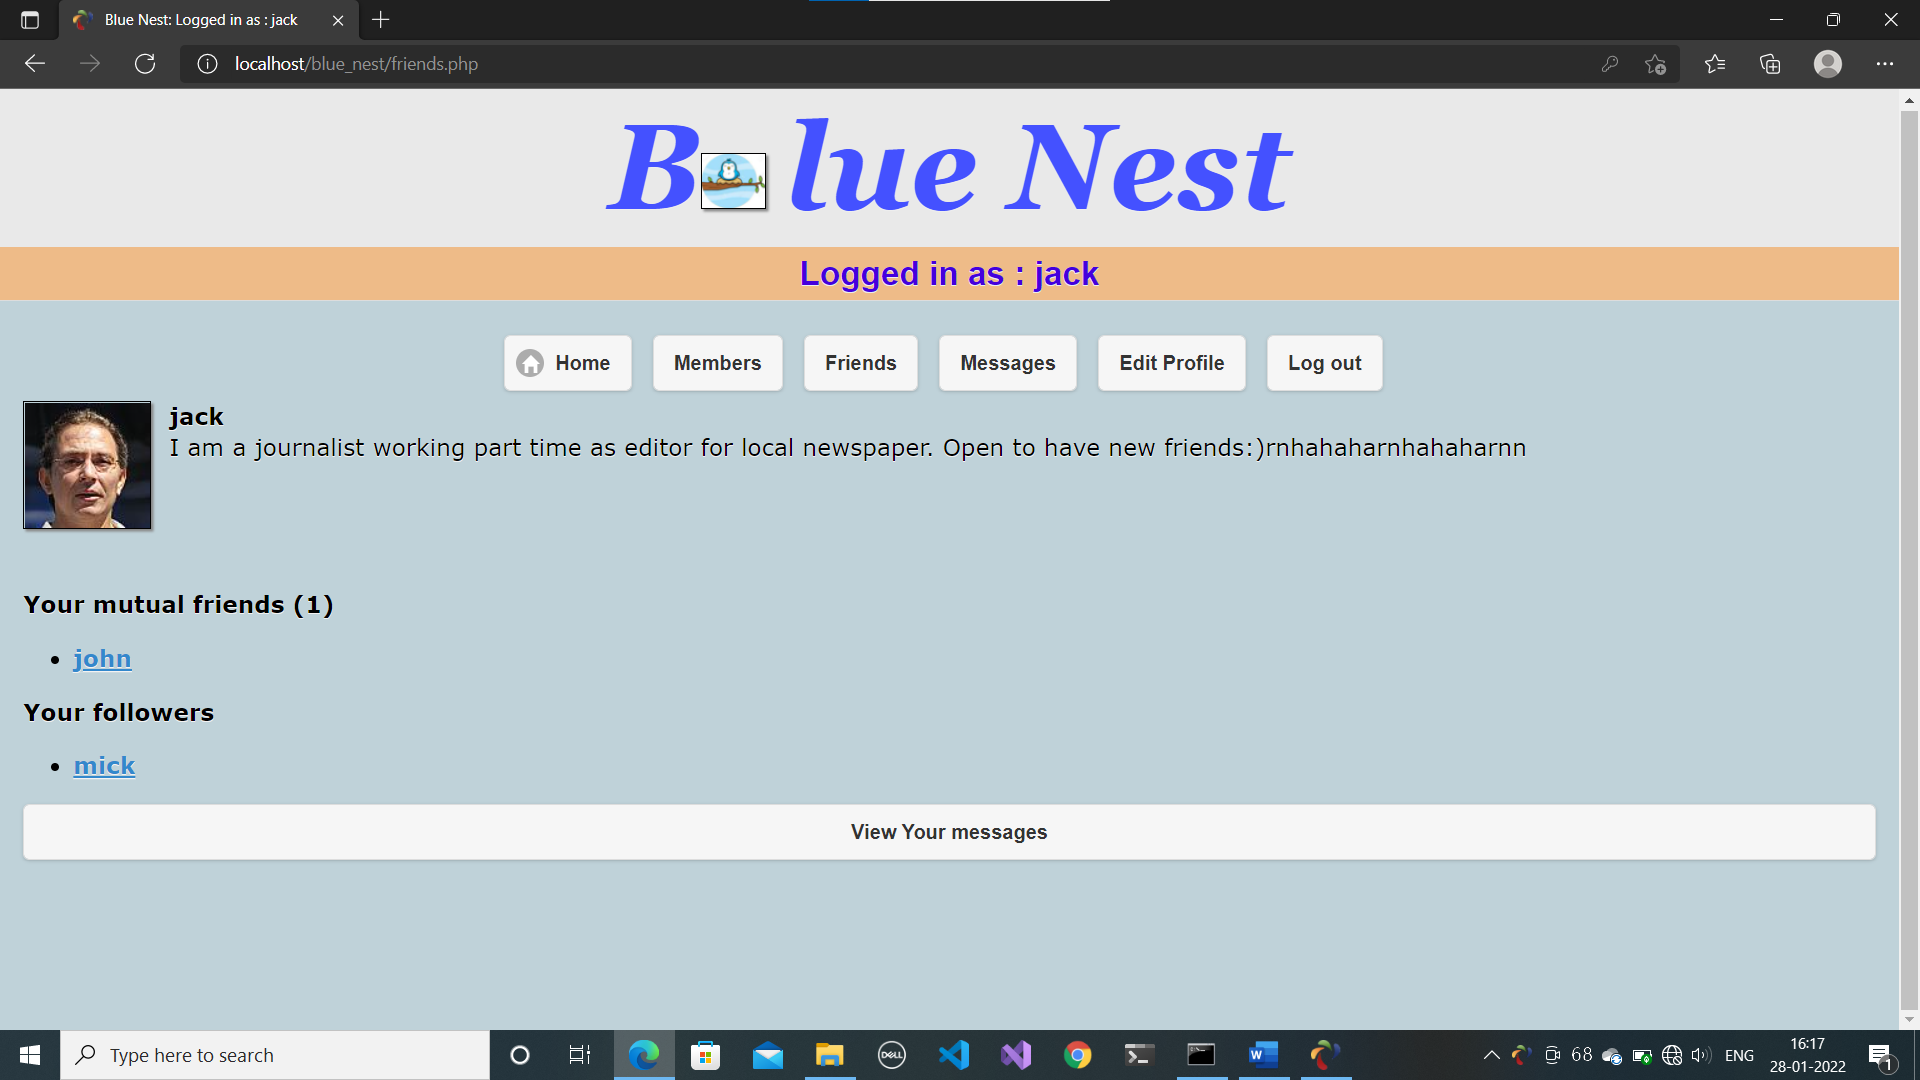 Blue Nest: Logged in as : jack
localhost/blue_nest/friends.php
B lue Nest
Logged in as : jack
Home Members Friends Messages Edit Profile Log out
jack
I am a journalist working part time as editor for local newspaper. Open to have new friends:)rnhahaharnhahaharnn
Your mutual friends (1)
john
Your followers
mick
View Your messages
Type here to search
DELL
W
68
ENG
16:17
28-01-2022
1